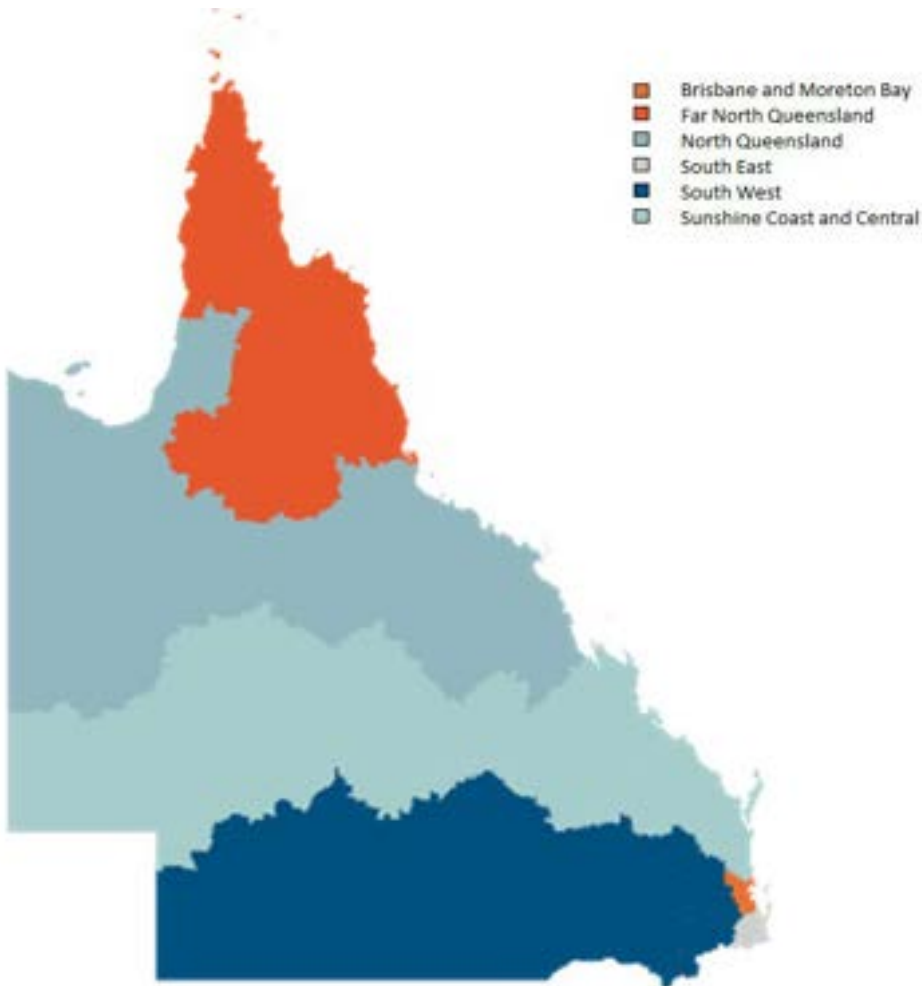 Brisbane and Moreton Bay
Far North Queensland
North Queensland
South East
South West
Sunshine Coast and Central